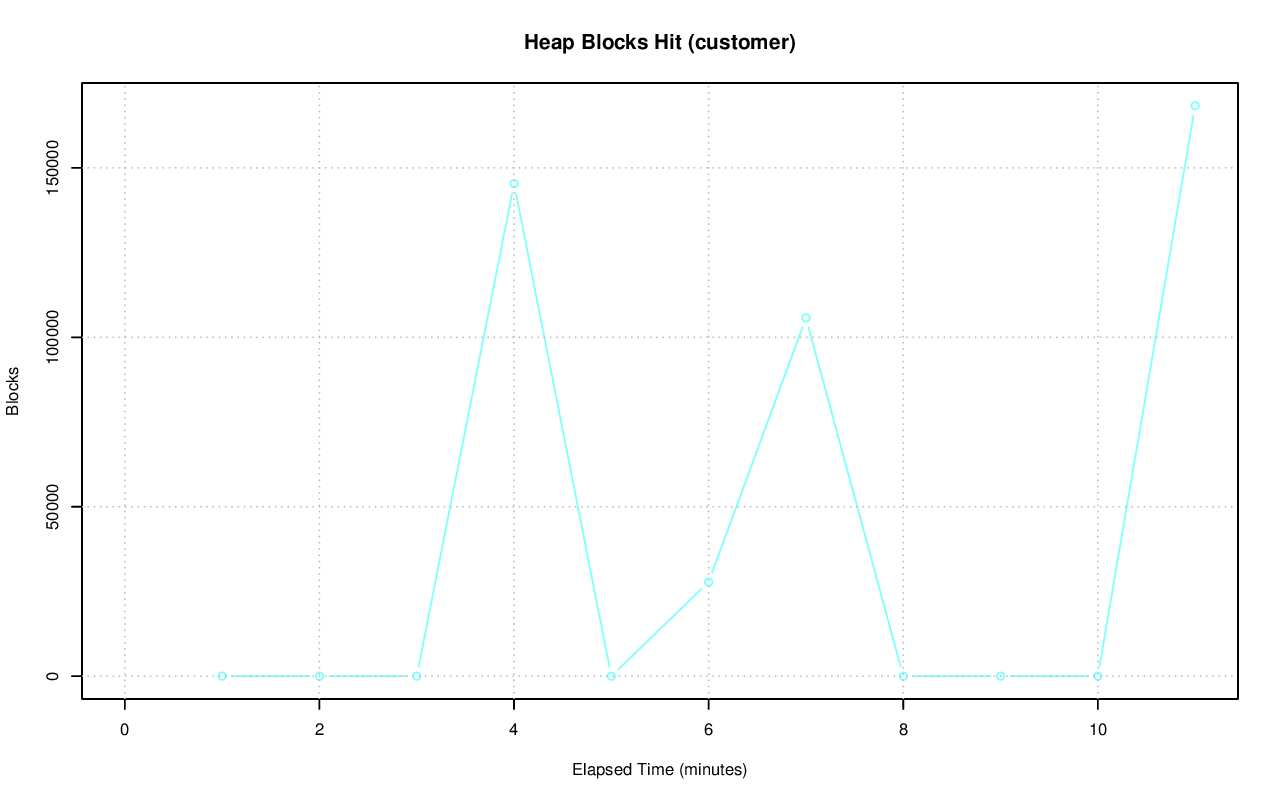 Heap Blocks Hit (customer)
150000
100000
50000
0
Blocks
0 2 4 6 8 10
Elapsed Time (minutes)